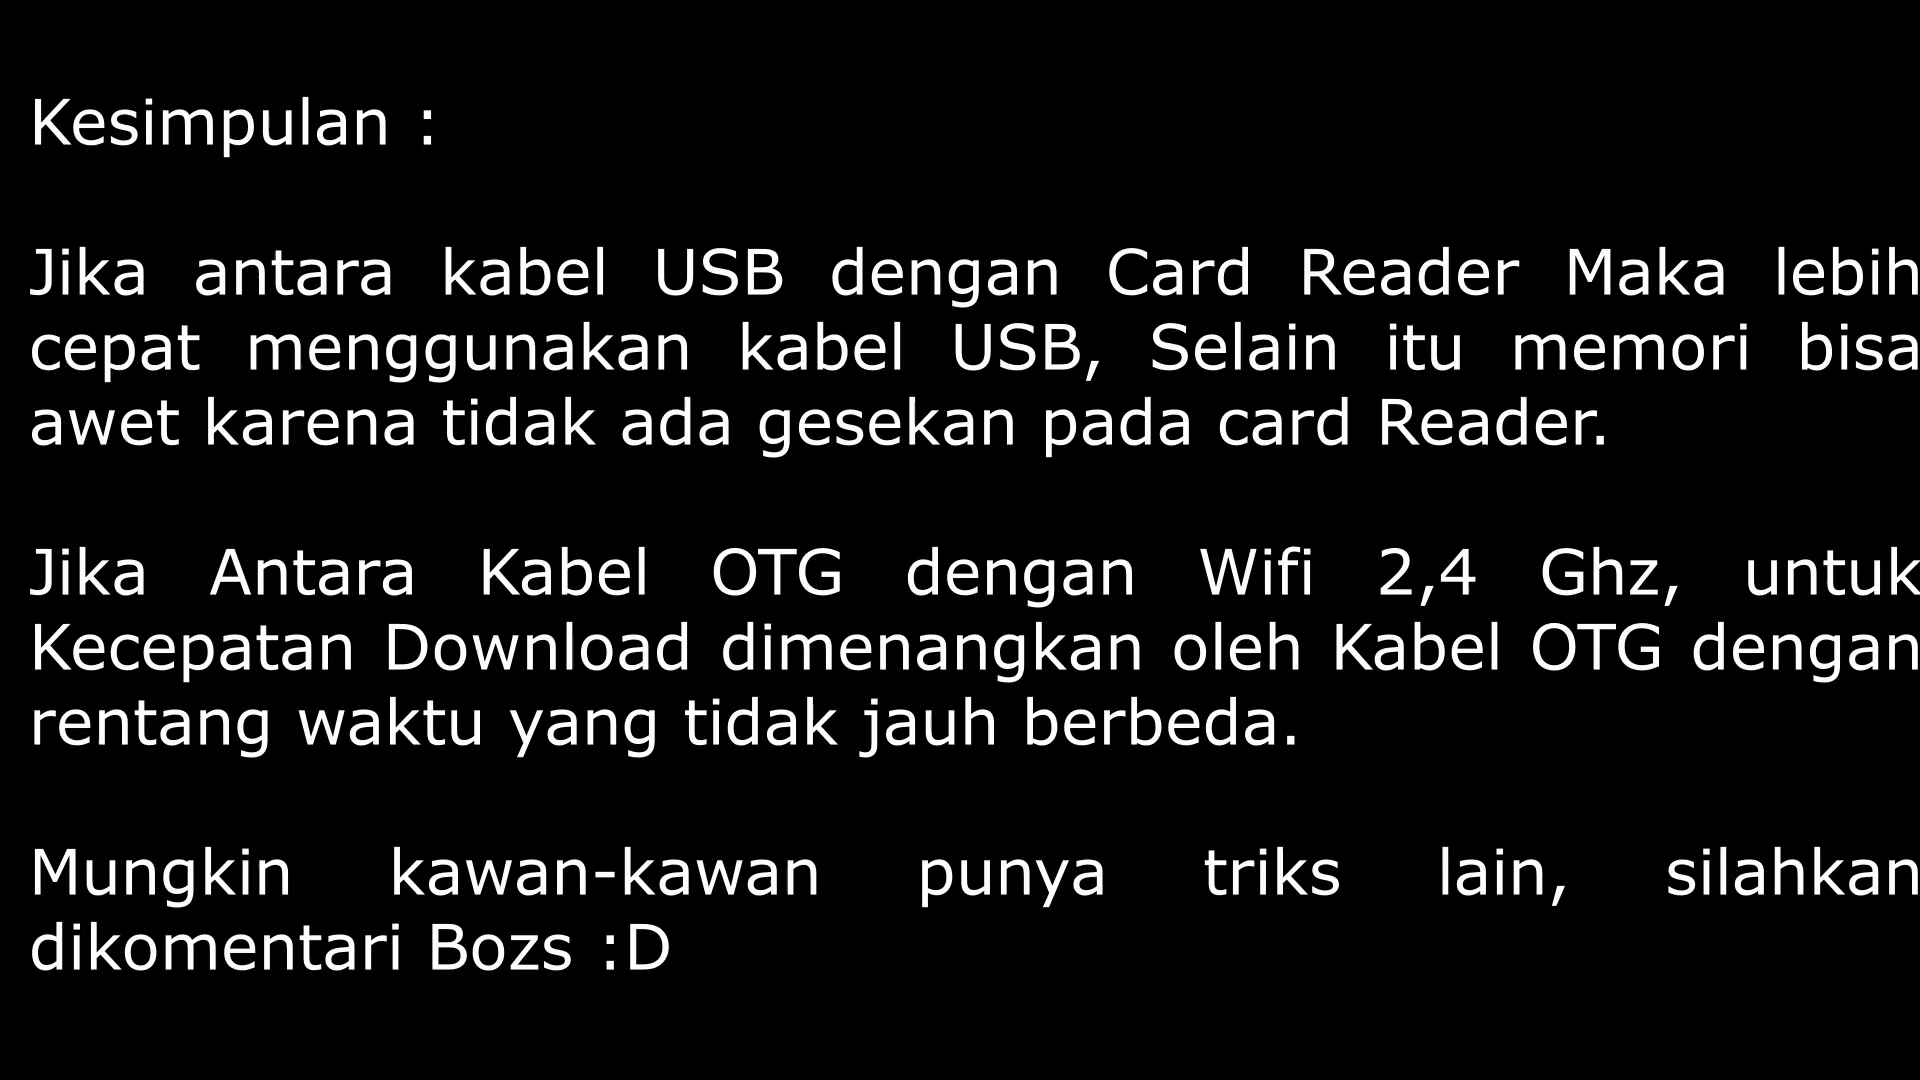 Kesimpulan :
Jika antara kabel USB dengan Card Reader Maka lebih
cepat menggunakan kabel USB, Selain itu memori bisa
awet karena tidak ada gesekan pada card Reader.
Jika Antara Kabel OTG dengan Wifi 2,4 Ghz, untuk
Kecepatan Download dimenangkan oleh Kabel OTG dengan
rentang waktu yang tidak jauh berbeda.
Mungkin kawan-kawan punya triks lain, silahkan
dikomentari Bozs :D